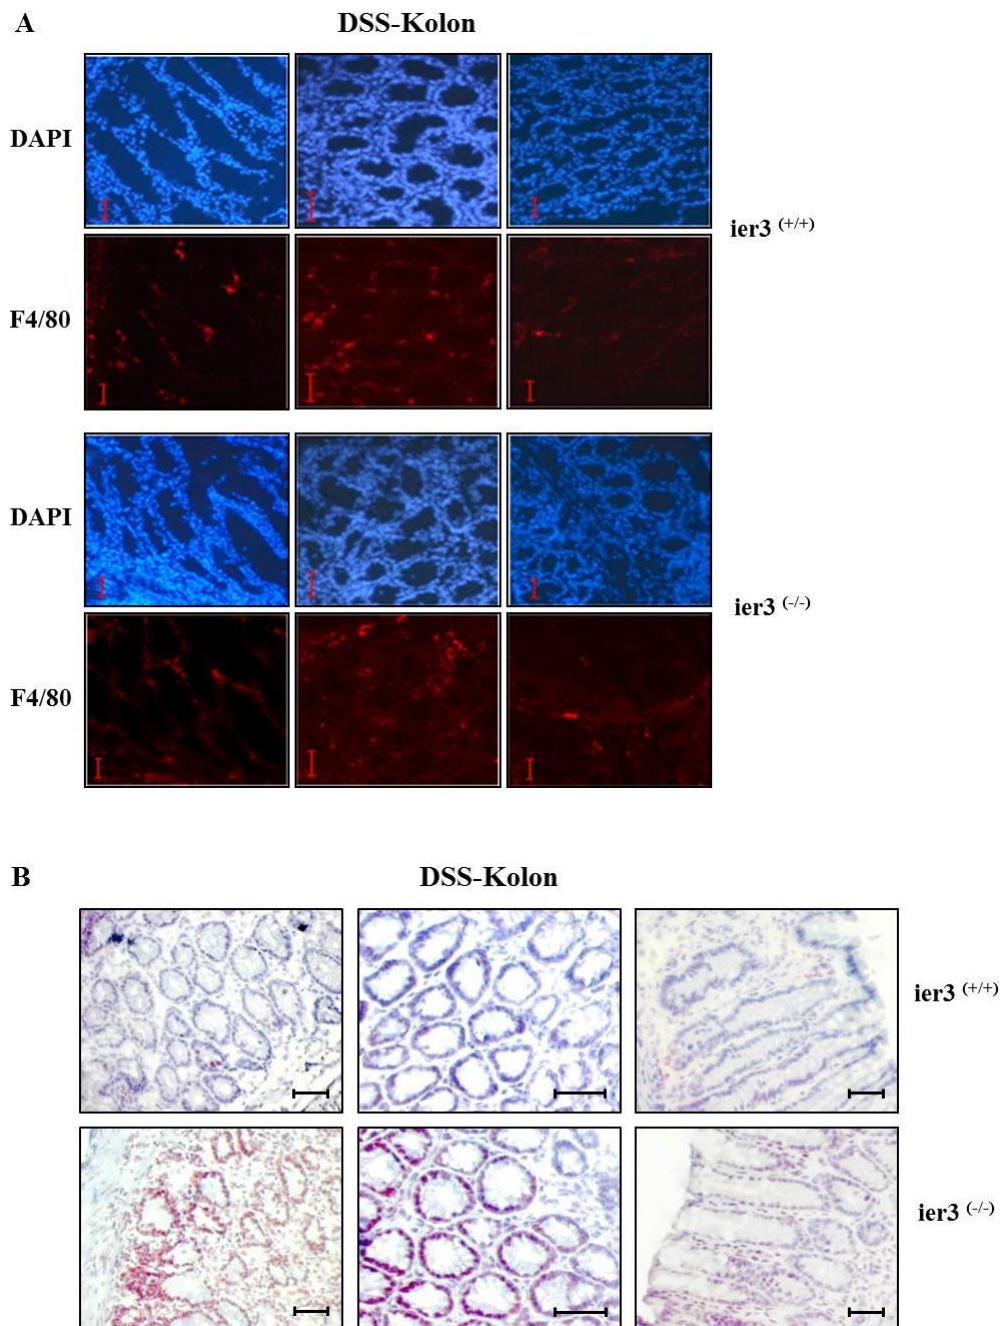 A
DSS-Kolon
DAPI
ier3 (+/+)
F4/80
DAPI
ier3 (-/-)
F4/80
B
DSS-Kolon
ier3 (+/+)
ier3 (-/-)